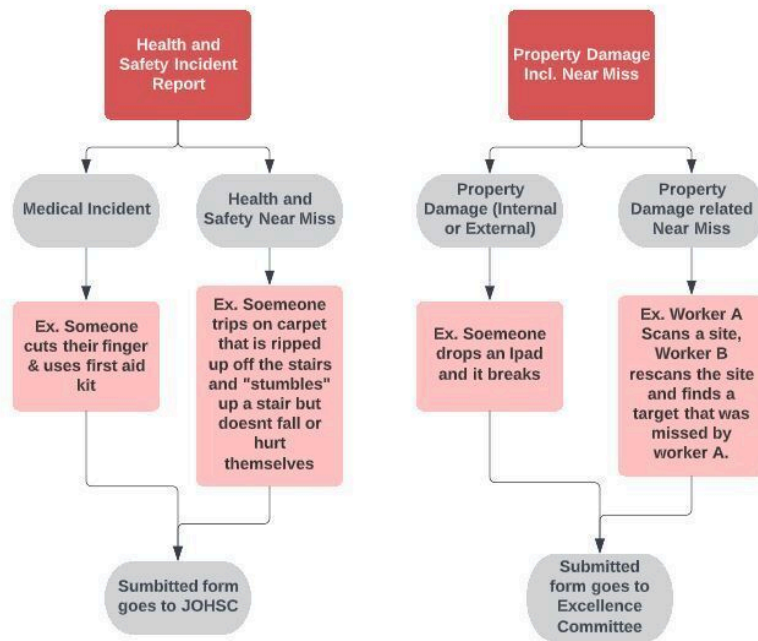 Health and
Safety Incident
Report
Property Damage
Incl. Near Miss
Medical Incident
Health and
Safety Near Miss
Property
Damage (Internal
or External)
Property
Damage related
Near Miss
Ex. Someone
cuts their finger
& uses first aid
kit
Ex. Soemeone
trips on carpet
that is ripped
up off the stairs
and "stumbles"
up a stair but
doesnt fall or
hurt
themselves
Ex. Soemeone
drops an Ipad
and it breaks
Ex. Worker A
Scans a site,
Worker B
rescans the site
and finds a
target that was
missed by
worker A.
Sumbitted form
goes to JOHSC
Submitted
form goes to
Excellence
Committee